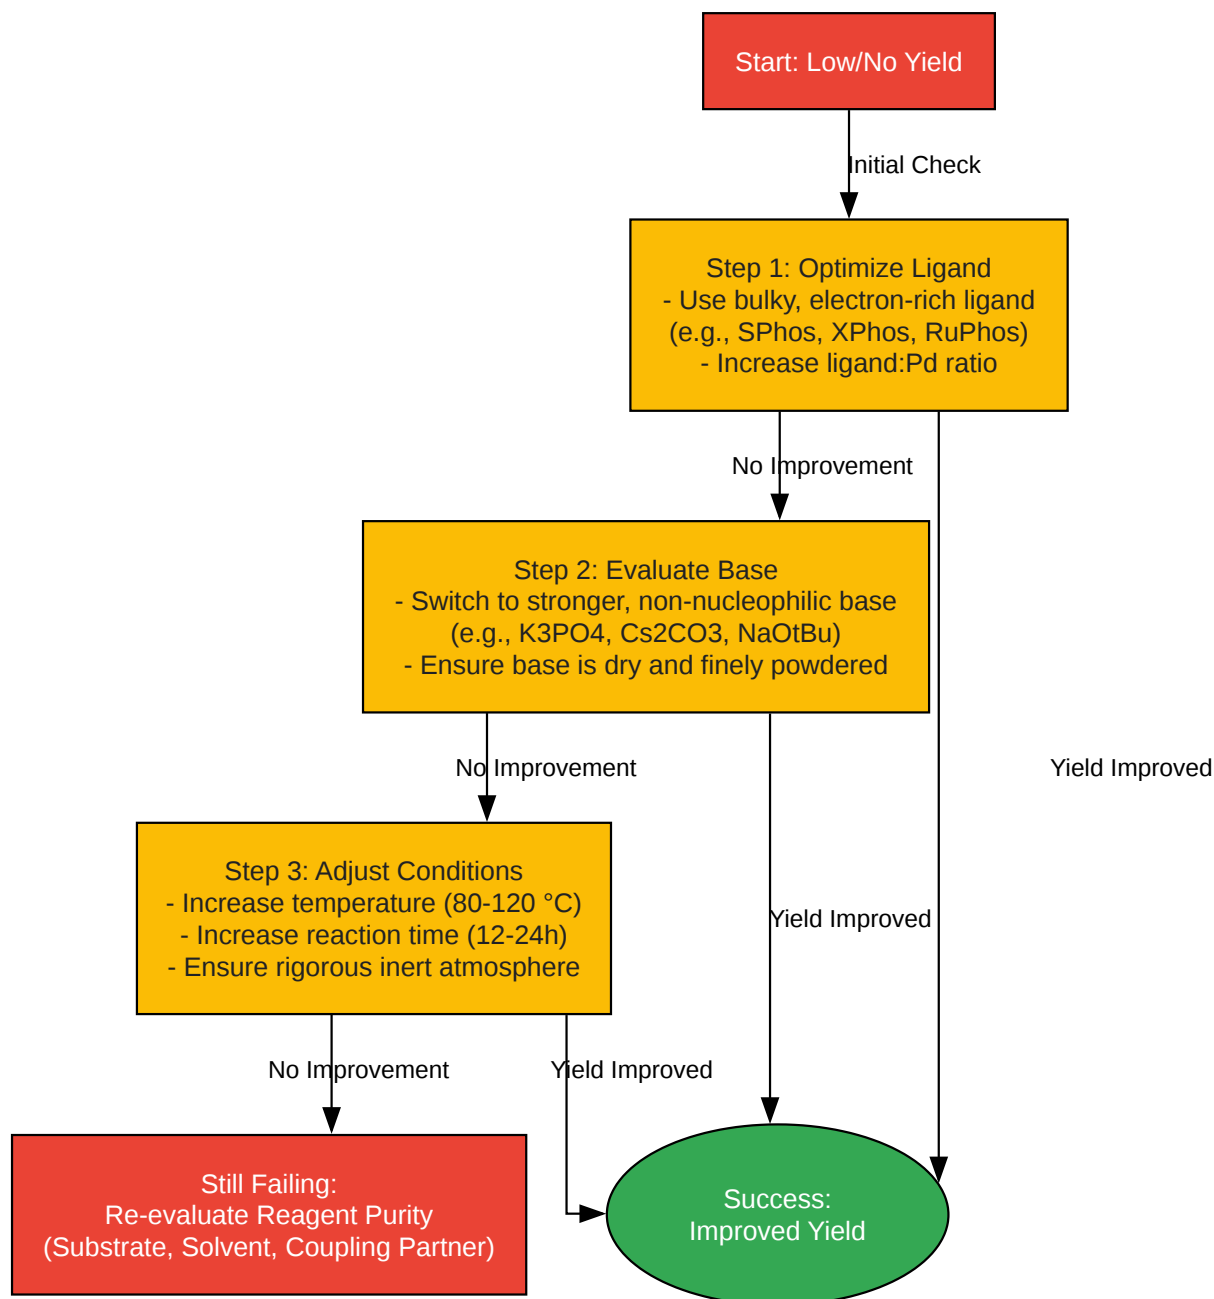 Start: Low/No Yield
Initial Check
Step 1: Optimize Ligand
- Use bulky, electron-rich ligand
(e.g., SPhos, XPhos, RuPhos)
- Increase ligand:Pd ratio
No Improvement
Step 2: Evaluate Base
- Switch to stronger, non-nucleophilic base
(e.g., K3PO4, Cs2CO3, NaOtBu)
- Ensure base is dry and finely powdered
No Improvement
Yield Improved
Step 3: Adjust Conditions
- Increase temperature (80-120 °C)
- Increase reaction time (12-24h)
- Ensure rigorous inert atmosphere
Yield Improved
No Improvement
Yield Improved
Still Failing:
Re-evaluate Reagent Purity
(Substrate, Solvent, Coupling Partner)
Success:
Improved Yield